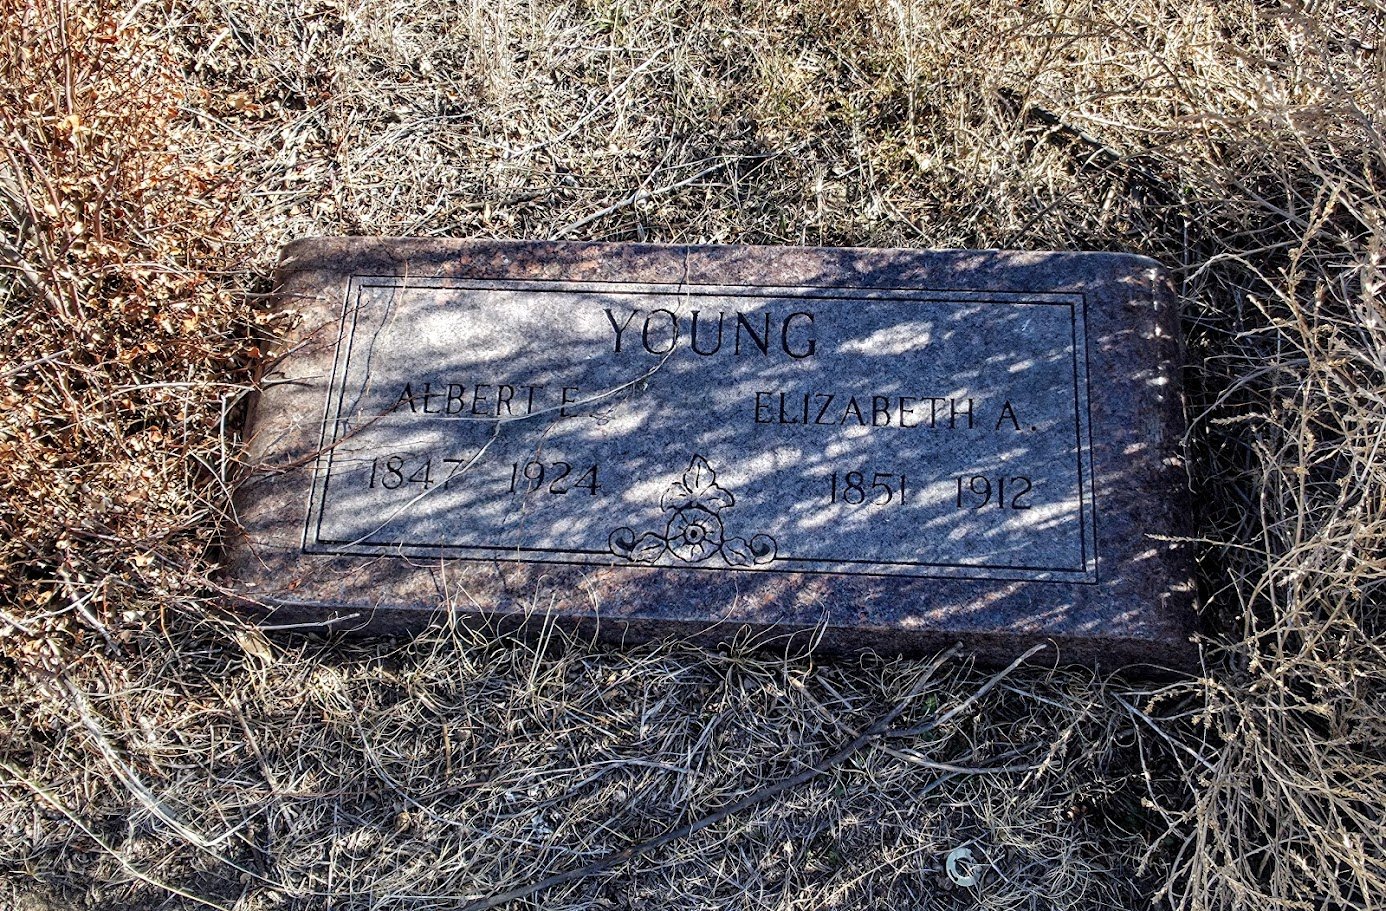 YOUNG
ALBERT E. ELIZABETH A.
1847 1924 1851 1912